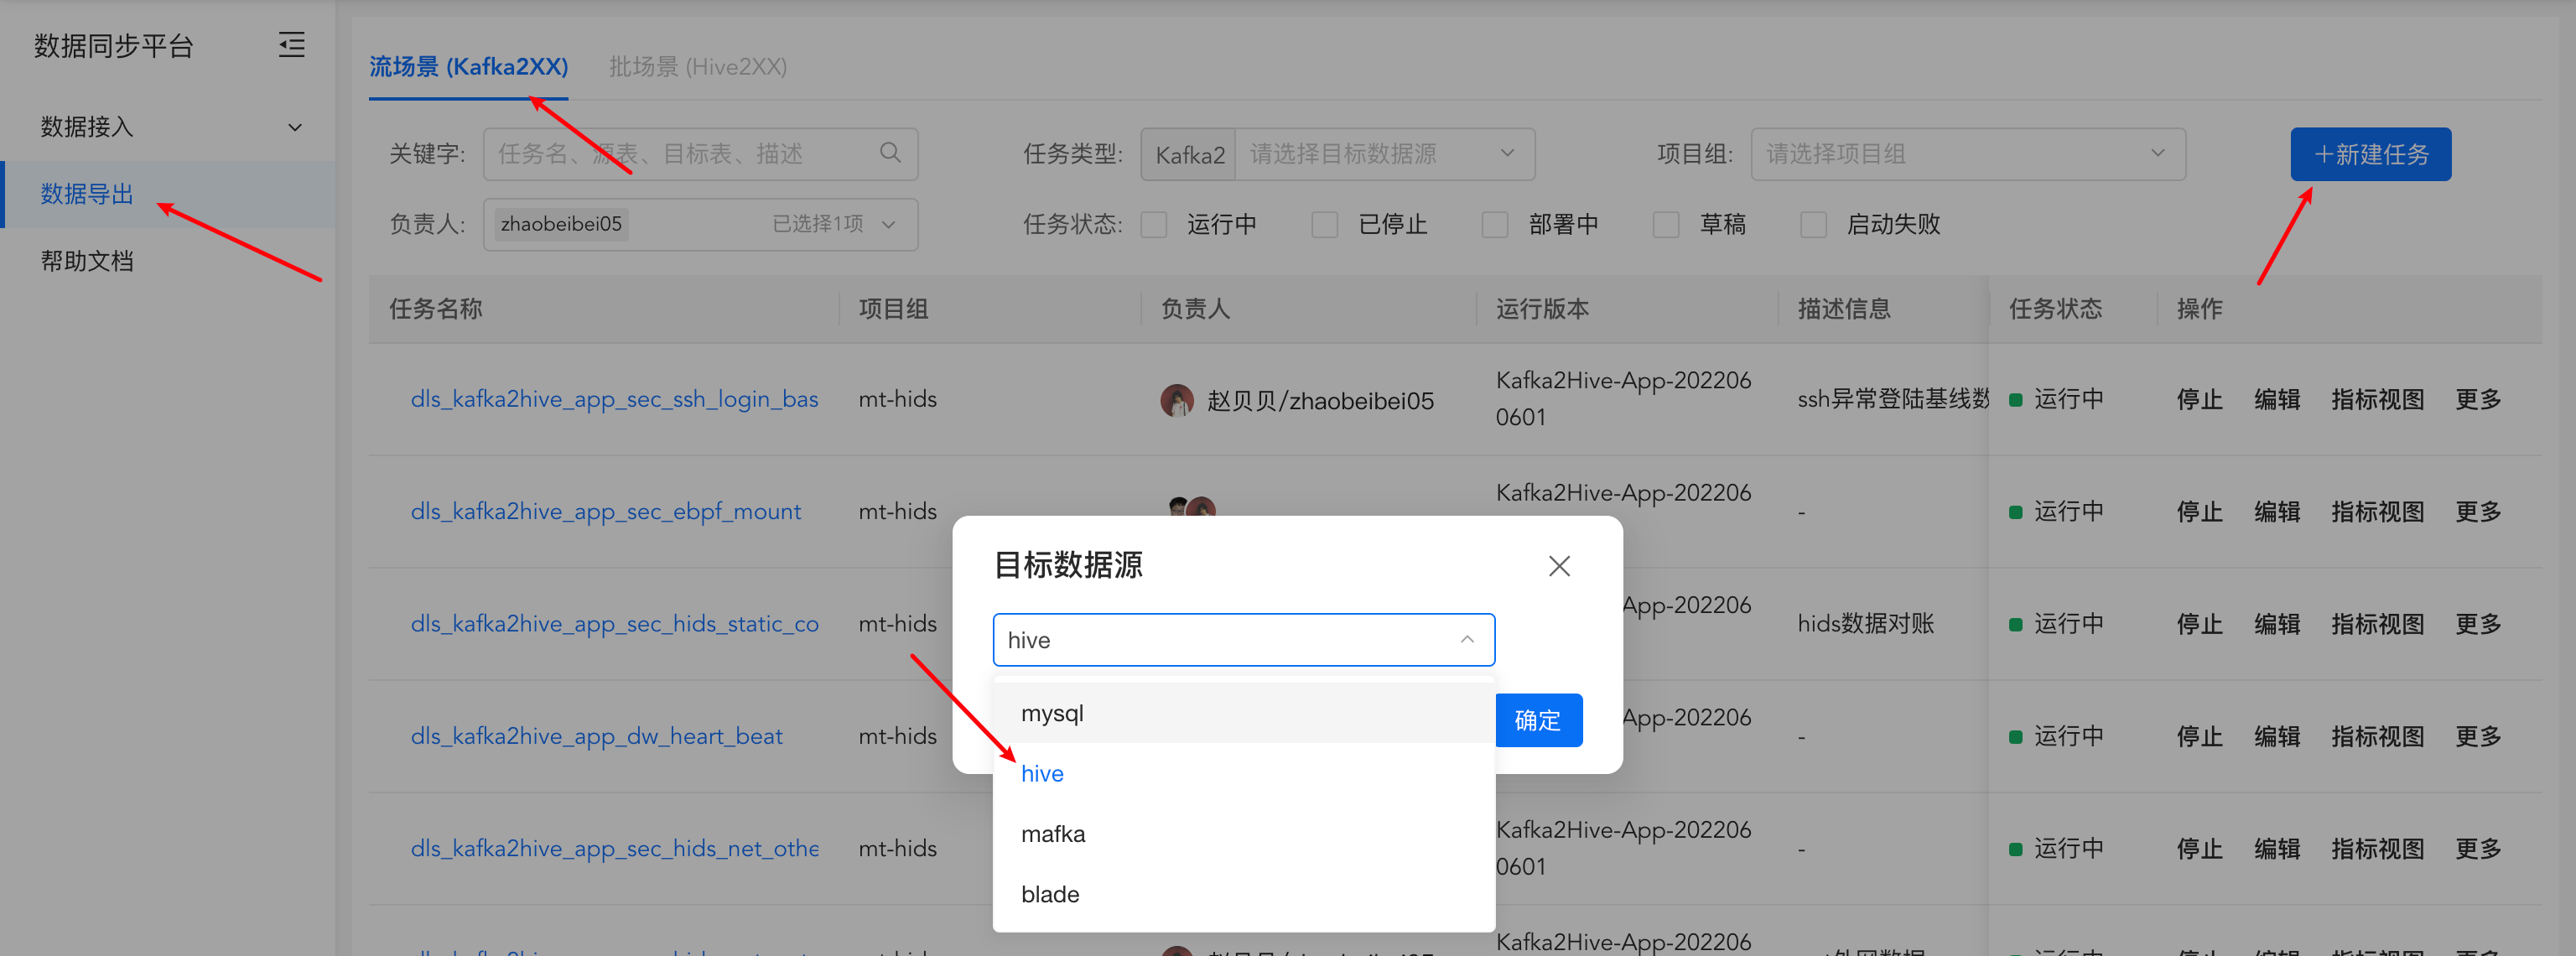 数据同步平台
数据接入
数据导出
帮助文档
流场景 (Kafka2XX)
批场景 (Hive2XX)
关键字: 任务名、源表、目标表、描述
任务类型: Kafka2 请选择目标数据源
项目组: 请选择项目组
+新建任务
负责人: zhaobeibei05 已选择1项
任务状态: 运行中 已停止 部署中 草稿 启动失败
任务名称 项目组 负责人 运行版本 描述信息 任务状态 操作
dls_kafka2hive_app_sec_ssh_login_bas mt-hids 赵贝贝/zhaobeibei05 Kafka2Hive-App-202206
0601
ssh异常登陆基线数 运行中 停止 编辑 指标视图 更多
dls_kafka2hive_app_sec_ebpf_mount mt-hids Kafka2Hive-App-202206
- 运行中 停止 编辑 指标视图 更多
dls_kafka2hive_app_sec_hids_static_co mt-hids App-202206
hids数据对账 运行中 停止 编辑 指标视图 更多
dls_kafka2hive_app_dw_heart_beat mt-hids App-202206
- 运行中 停止 编辑 指标视图 更多
dls_kafka2hive_app_sec_hids_net_othe mt-hids Kafka2Hive-App-202206
0601
- 运行中 停止 编辑 指标视图 更多
Kafka2Hive-App-202206
目标数据源
hive
mysql
hive
mafka
blade
确定